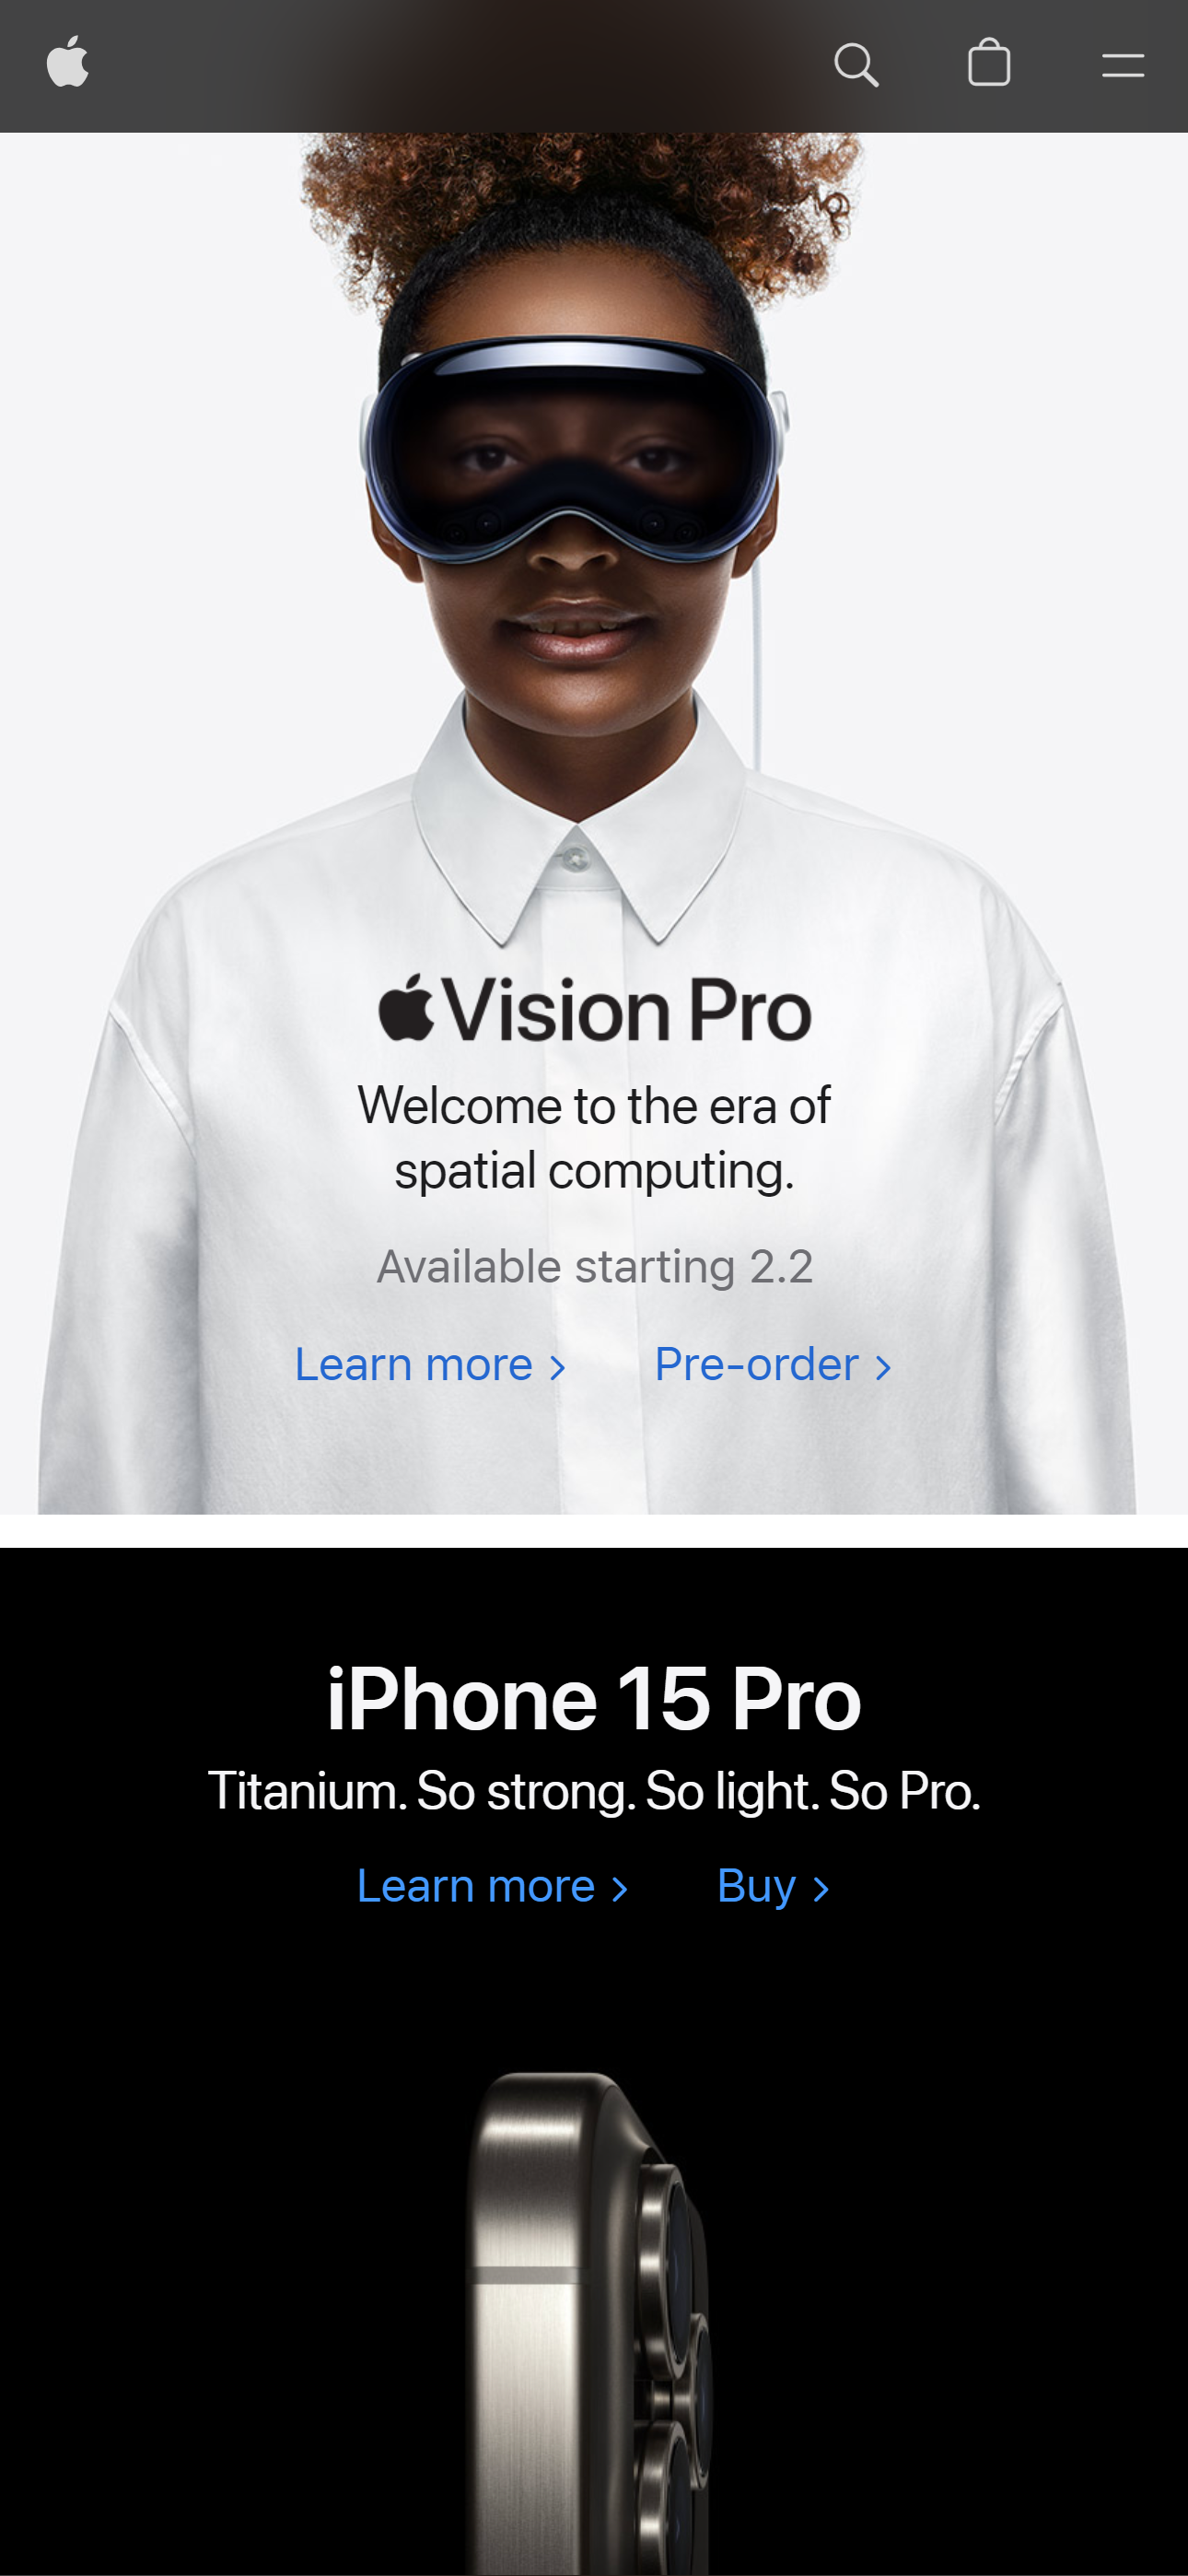 Vision Pro
Welcome to the era of
spatial computing.
Available starting 2.2
Learn more > Pre-order >
iPhone 15 Pro
Titanium. So strong. So light. So Pro.
Learn more > Buy >